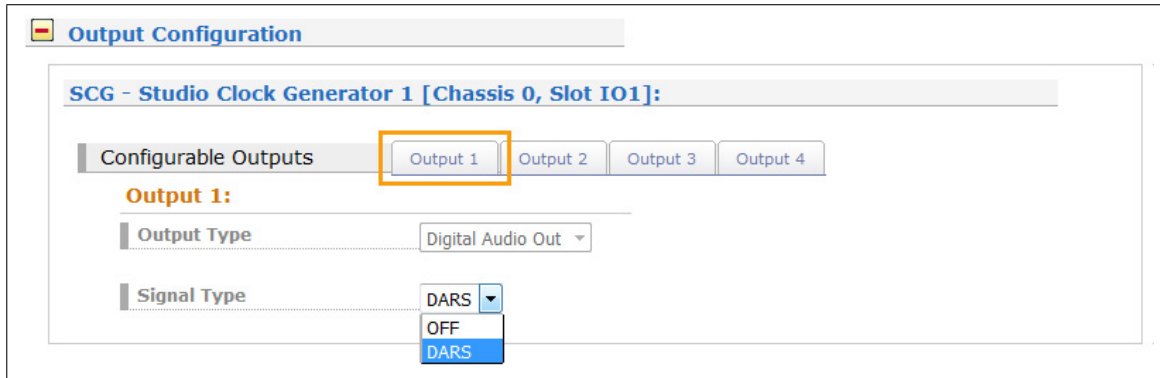 Output Configuration
SCG - Studio Clock Generator 1 [Chassis 0, Slot IO1]:
Configurable Outputs Output 1 Output 2 Output 3 Output 4
Output 1:
Output Type Digital Audio Out
Signal Type DARS
OFF
DARS